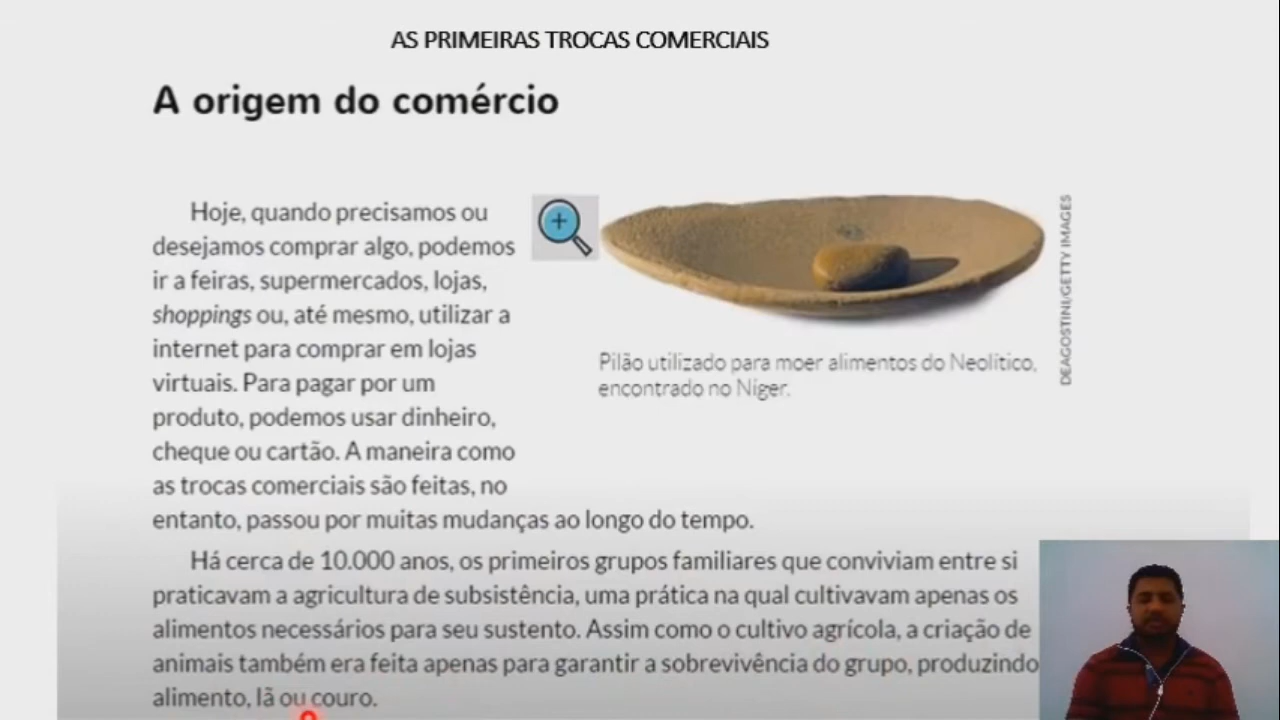 AS PRIMEIRAS TROCAS COMERCIAIS
A origem do comércio
Hoje, quando precisamos ou
desejamos comprar algo, podemos
ir a feiras, supermercados, lojas,
shoppings ou, até mesmo, utilizar a
internet para comprar em lojas
virtuais. Para pagar por um
produto, podemos usar dinheiro,
cheque ou cartão. A maneira como
as trocas comerciais são feitas, no
entanto, passou por muitas mudanças ao longo do tempo.
DEAGOSTINI/GETTY IMAGES
Pilão utilizado para moer alimentos do Neolítico,
encontrado no Níger.
Há cerca de 10.000 anos, os primeiros grupos familiares que conviviam entre si
praticavam a agricultura de subsistência, uma prática na qual cultivavam apenas os
alimentos necessários para seu sustento. Assim como o cultivo agrícola, a criação de
animais também era feita apenas para garantir a sobrevivência do grupo, produzindo
alimento, lã ou couro.